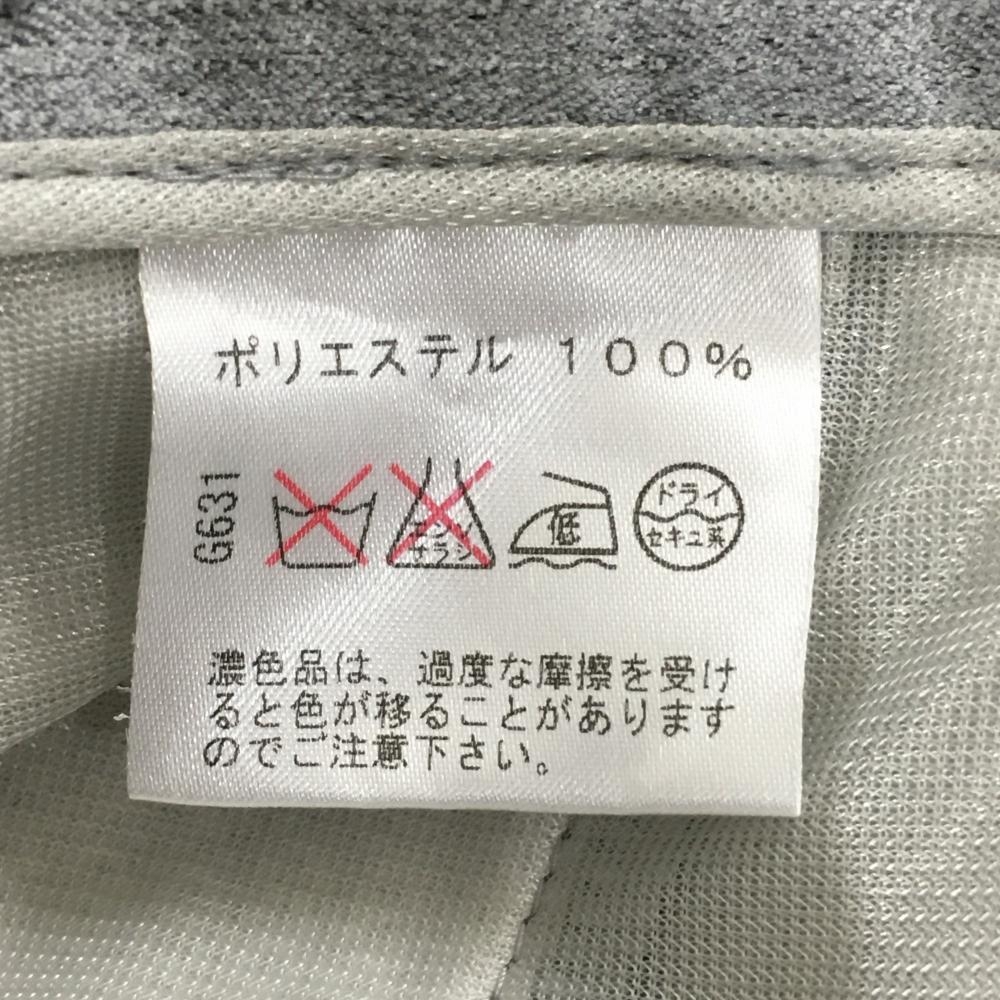 ポリエステル 100%
G631
エンソ
サラシ
低
ドライ
セキユ系
濃色品は、過度な摩擦を受け
ると色が移ることがあります
のでご注意下さい。